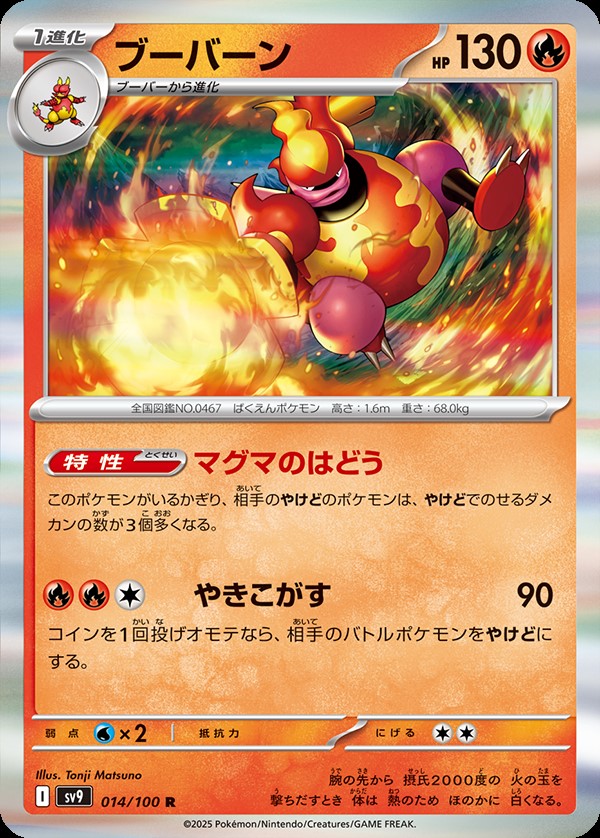 1進化
ブーバーン
HP 130
ブーバーから進化
全国図鑑NO.0467 ばくえんポケモン 高さ:1.6m 重さ:68.0kg
特性 とくせい マグマのはどう
このポケモンがいるかぎり、相手のやけどのポケモンは、やけどでのせるダメ
カンの数が3個多くなる。
やきこがす 90
コインを1回投げオモテなら、相手のバトルポケモンをやけどに
する。
弱点 ×2 抵抗力 にげる
Illus. Tonji Matsuno
腕の先から 摂氏2000度の 火の玉を
撃ちだすとき 体は 熱のため ほのかに 白くなる。
I sv9 014/100 R
©2025 Pokémon/Nintendo/Creatures/GAME FREAK.